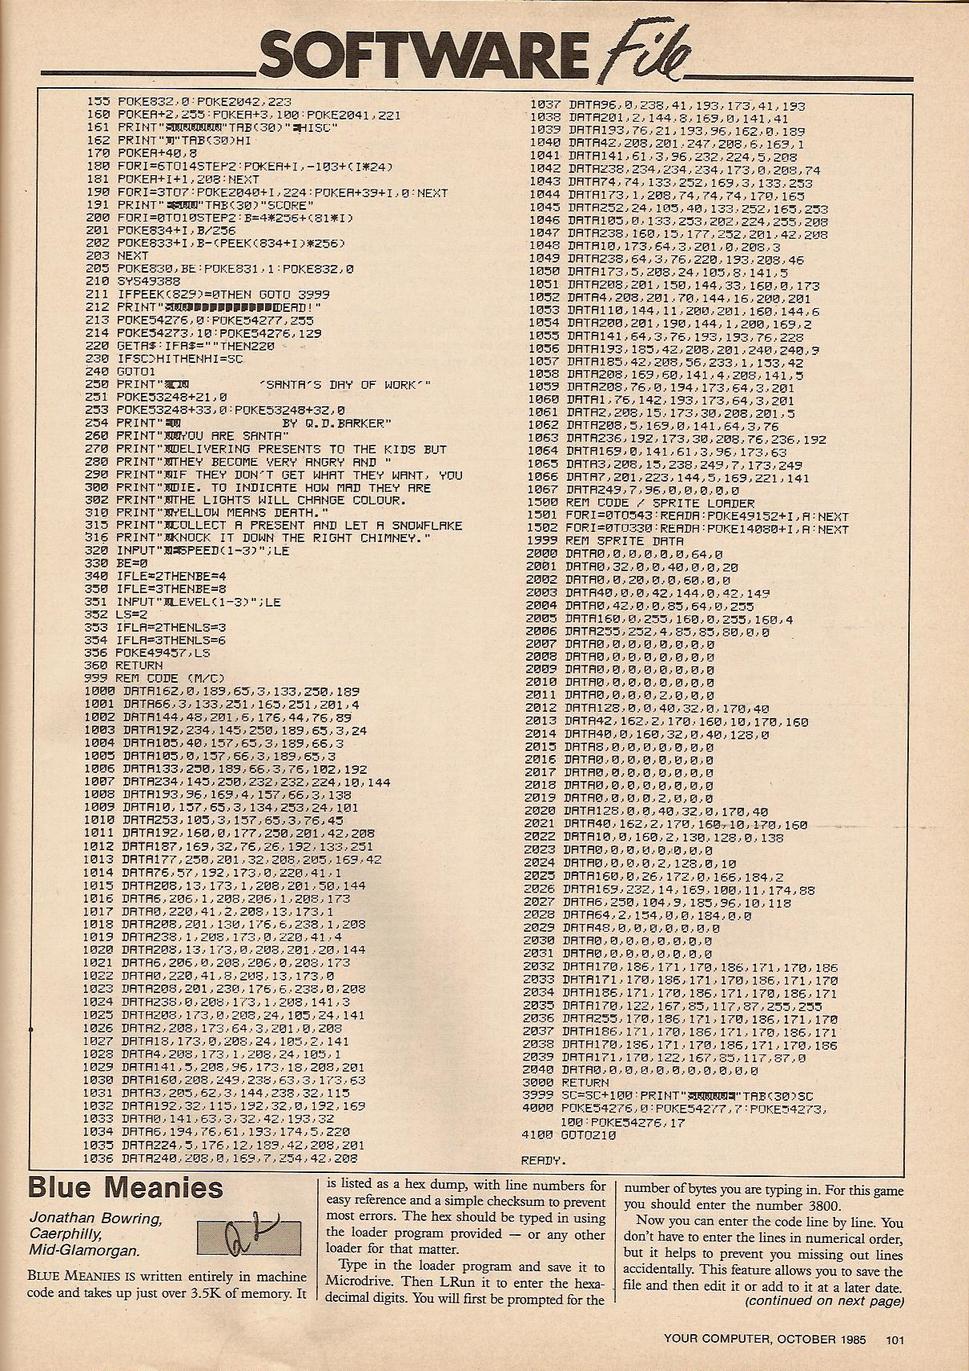 SOFTWARE File
155 POKE832,0:POKE2042,223
160 POKEA+2,255:POKEA+3,100:POKE2041,221
161 PRINT" "TAB(30)" HISC"
162 PRINT" "TAB(30)HI
170 POKEA+40,8
180 FORI=6TO14STEP2:POKEA+I,-103+(I*24)
181 POKEA+I+1,208:NEXT
190 FORI=3TO7:POKE2040+I,224:POKEA+39+I,0:NEXT
191 PRINT" "TAB(30)"SCORE"
200 FORI=0TO10STEP2:B=4*256+(81*I)
201 POKE834+I,B/256
202 POKE833+I,B-(PEEK(834+I)*256)
203 NEXT
205 POKE830,BE:POKE831,1:POKE832,0
210 SYS49388
211 IFPEEK(829)=0THEN GOTO 3999
212 PRINT" DEAD!"
213 POKE54276,0:POKE54277,255
214 POKE54273,10:POKE54276,129
220 GETA$:IFA$=""THEN220
230 IFSC>HITHENHI=SC
240 GOTO1
250 PRINT" 'SANTA'S DAY OF WORK'"
251 POKE53248+21,0
253 POKE53248+33,0:POKE53248+32,0
254 PRINT" BY Q.D.BARKER"
260 PRINT" YOU ARE SANTA"
270 PRINT" DELIVERING PRESENTS TO THE KIDS BUT
280 PRINT" THEY BECOME VERY ANGRY AND "
290 PRINT" IF THEY DON'T GET WHAT THEY WANT, YOU
300 PRINT" DIE. TO INDICATE HOW MAD THEY ARE
302 PRINT" THE LIGHTS WILL CHANGE COLOUR.
310 PRINT" YELLOW MEANS DEATH."
315 PRINT" COLLECT A PRESENT AND LET A SNOWFLAKE
316 PRINT" KNOCK IT DOWN THE RIGHT CHIMNEY."
320 INPUT" SPEED(1-3)";LE
330 BE=0
340 IFLE=2THENBE=4
350 IFLE=3THENBE=8
351 INPUT" LEVEL(1-3)";LE
352 LS=2
353 IFLA=2THENLS=3
354 IFLA=3THENLS=6
356 POKE49457,LS
360 RETURN
999 REM CODE (M/C)
1000 DATA162,0,189,65,3,133,250,189
1001 DATA66,3,133,251,165,251,201,4
1002 DATA144,48,201,6,176,44,76,89
1003 DATA192,234,145,250,189,65,3,24
1004 DATA105,40,157,65,3,189,66,3
1005 DATA105,0,157,66,3,189,65,3
1006 DATA133,250,189,66,3,76,102,192
1007 DATA234,145,250,232,232,224,10,144
1008 DATA193,96,169,4,157,66,3,138
1009 DATA10,157,65,3,134,253,24,101
1010 DATA253,105,3,157,65,3,76,45
1011 DATA192,160,0,177,250,201,42,208
1012 DATA187,169,32,76,26,192,133,251
1013 DATA177,250,201,32,208,205,169,42
1014 DATA76,57,192,173,0,220,41,1
1015 DATA208,13,173,1,208,201,50,144
1016 DATA6,206,1,208,206,1,208,173
1017 DATA0,220,41,2,208,13,173,1
1018 DATA208,201,130,176,6,238,1,208
1019 DATA238,1,208,173,0,220,41,4
1020 DATA208,13,173,0,208,201,20,144
1021 DATA6,206,0,208,206,0,208,173
1022 DATA0,220,41,8,208,13,173,0
1023 DATA208,201,230,176,6,238,0,208
1024 DATA238,0,208,173,1,208,141,3
1025 DATA208,173,0,208,24,105,24,141
1026 DATA2,208,173,64,3,201,0,208
1027 DATA18,173,0,208,24,105,2,141
1028 DATA4,208,173,1,208,24,105,1
1029 DATA141,5,208,96,173,18,208,201
1030 DATA160,208,249,238,63,3,173,63
1031 DATA3,205,62,3,144,238,32,115
1032 DATA192,32,115,192,32,0,192,169
1033 DATA0,141,63,3,32,42,193,32
1034 DATA6,194,76,61,193,174,5,220
1035 DATA224,5,176,12,189,42,208,201
1036 DATA240,208,0,169,7,254,42,208
1037 DATA96,0,238,41,193,173,41,193
1038 DATA201,2,144,8,169,0,141,41
1039 DATA193,76,21,193,96,162,0,189
1040 DATA42,208,201,247,208,6,169,1
1041 DATA141,61,3,96,232,224,5,208
1042 DATA238,234,234,234,173,0,208,74
1043 DATA74,74,133,252,169,3,133,253
1044 DATA173,1,208,74,74,74,170,165
1045 DATA252,24,105,40,133,252,165,253
1046 DATA105,0,133,253,202,224,255,208
1047 DATA238,160,15,177,252,201,42,208
1048 DATA10,173,64,3,201,0,208,3
1049 DATA238,64,3,76,220,193,208,46
1050 DATA173,5,208,24,105,8,141,5
1051 DATA208,201,150,144,33,160,0,173
1052 DATA4,208,201,70,144,16,200,201
1053 DATA110,144,11,200,201,160,144,6
1054 DATA200,201,190,144,1,200,169,2
1055 DATA141,64,3,76,193,193,76,228
1056 DATA193,185,42,208,201,240,240,9
1057 DATA185,42,208,56,233,1,153,42
1058 DATA208,169,60,141,4,208,141,5
1059 DATA208,76,0,194,173,64,3,201
1060 DATA1,76,142,193,173,64,3,201
1061 DATA2,208,15,173,30,208,201,5
1062 DATA208,5,169,0,141,64,3,76
1063 DATA236,192,173,30,208,76,236,192
1064 DATA169,0,141,61,3,96,173,63
1065 DATA3,208,15,238,249,7,173,249
1066 DATA7,201,223,144,5,169,221,141
1067 DATA249,7,96,0,0,0,0,0
1500 REM CODE / SPRITE LOADER
1501 FORI=0TO543:READA:POKE49152+I,A:NEXT
1502 FORI=0TO330:READA:POKE14080+I,A:NEXT
1999 REM SPRITE DATA
2000 DATA0,0,0,0,0,64,0
2001 DATA0,32,0,0,40,0,0,20
2002 DATA0,0,20,0,0,60,0,0
2003 DATA40,0,0,42,144,0,42,149
2004 DATA0,42,0,0,85,64,0,255
2005 DATA160,0,255,160,0,255,160,4
2006 DATA255,252,4,85,85,80,0,0
2007 DATA0,0,0,0,0,0,0
2008 DATA0,0,0,0,0,0,0
2009 DATA0,0,0,0,0,0,0
2010 DATA0,0,0,0,0,0,0
2011 DATA0,0,0,0,2,0,0,0
2012 DATA128,0,0,40,32,0,170,40
2013 DATA42,162,2,170,160,10,170,160
2014 DATA40,0,160,32,0,40,128,0
2015 DATA8,0,0,0,0,0,0
2016 DATA0,0,0,0,0,0,0
2017 DATA0,0,0,0,0,0,0
2018 DATA0,0,0,0,0,0,0
2019 DATA0,0,0,0,2,0,0,0
2020 DATA128,0,0,40,32,0,170,40
2021 DATA40,162,2,170,160,10,170,160
2022 DATA10,0,160,2,130,128,0,138
2023 DATA0,0,0,0,0,0,0
2024 DATA0,0,0,0,2,128,0,10
2025 DATA160,0,26,172,0,166,184,2
2026 DATA169,232,14,169,100,11,174,88
2027 DATA6,250,104,9,185,96,10,118
2028 DATA64,2,154,0,0,184,0,0
2029 DATA48,0,0,0,0,0,0
2030 DATA0,0,0,0,0,0,0
2031 DATA0,0,0,0,0,0,0
2032 DATA170,186,171,170,186,171,170,186
2033 DATA171,170,186,171,170,186,171,170
2034 DATA186,171,170,186,171,170,186,171
2035 DATA170,122,167,85,117,87,255,255
2036 DATA255,170,186,171,170,186,171,170
2037 DATA186,171,170,186,171,170,186,171
2038 DATA170,186,171,170,186,171,170,186
2039 DATA171,170,122,167,85,117,87,0
2040 DATA0,0,0,0,0,0,0,0,0
3000 RETURN
3999 SC=SC+100:PRINT" "TAB(30)SC
4000 POKE54276,0:POKE54277,7:POKE54273,
100:POKE54276,17
4100 GOTO210
READY.
Blue Meanies
Jonathan Bowring,
Caerphilly,
Mid-Glamorgan.
QL
BLUE MEANIES IS written entirely in machine
code and takes up just over 3.5K of memory. It
is listed as a hex dump, with line numbers for
easy reference and a simple checksum to prevent
most errors. The hex should be typed in using
the loader program provided — or any other
loader for that matter.
Type in the loader program and save it to
Microdrive. Then LRun it to enter the hexa-
decimal digits. You will first be prompted for the
number of bytes you are typing in. For this game
you should enter the number 3800.
Now you can enter the code line by line. You
don't have to enter the lines in numerical order,
but it helps to prevent you missing out lines
accidentally. This feature allows you to save the
file and then edit it or add to it at a later date.
(continued on next page)
YOUR COMPUTER, OCTOBER 1985 101